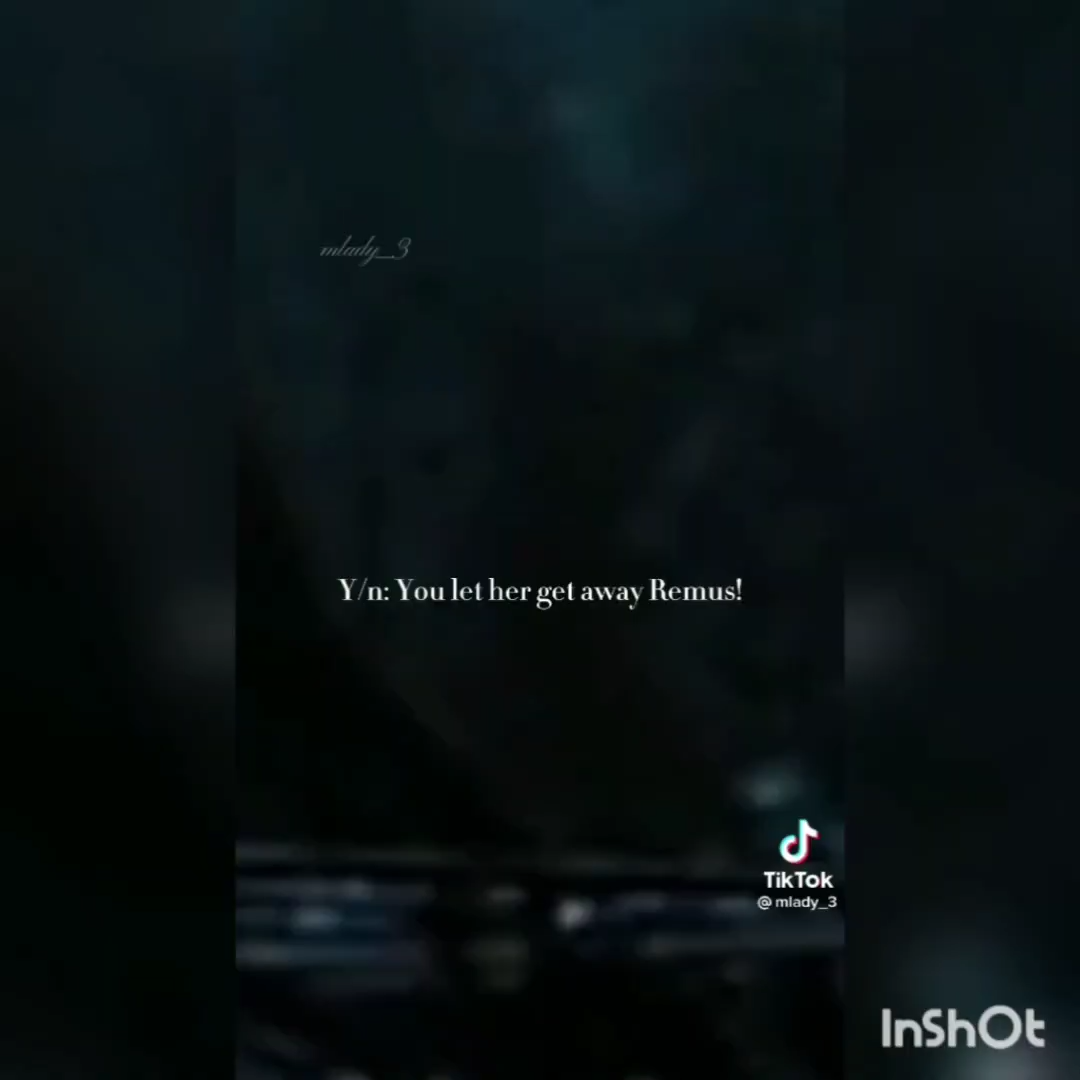 mlady_3
Y/n: You let her get away Remus!
TikTok
@ mlady_3
InShOt